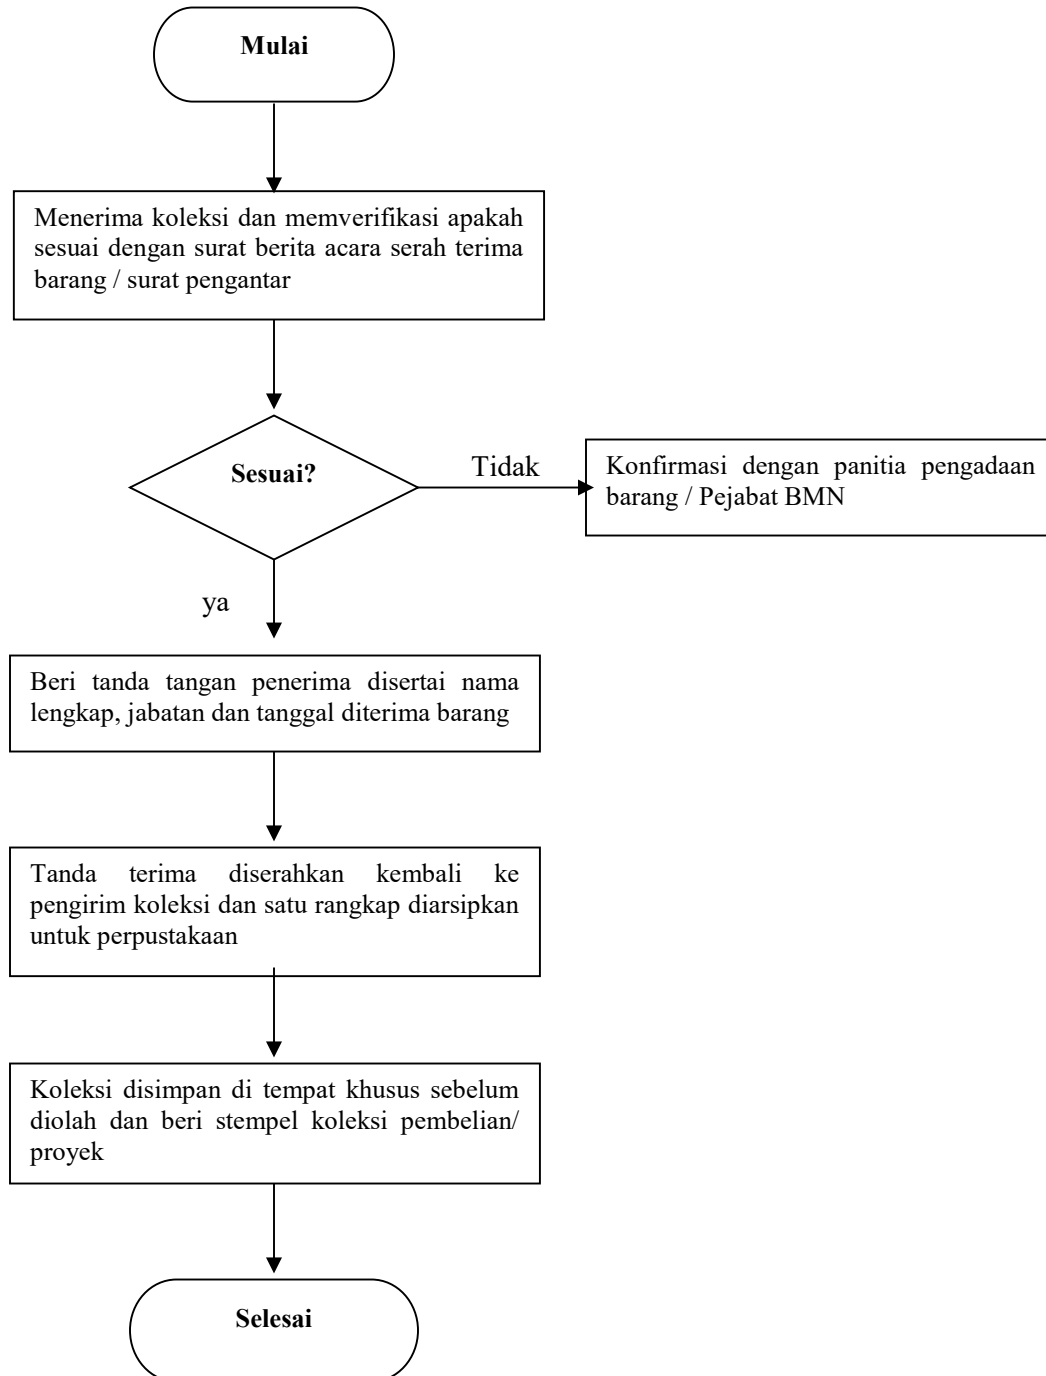 Mulai
Menerima koleksi dan memverifikasi apakah
sesuai dengan surat berita acara serah terima
barang / surat pengantar
Sesuai?
Tidak
Konfirmasi dengan panitia pengadaan
barang / Pejabat BMN
ya
Beri tanda tangan penerima disertai nama
lengkap, jabatan dan tanggal diterima barang
Tanda terima diserahkan kembali ke
pengirim koleksi dan satu rangkap diarsipkan
untuk perpustakaan
Koleksi disimpan di tempat khusus sebelum
diolah dan beri stempel koleksi pembelian/
proyek
Selesai